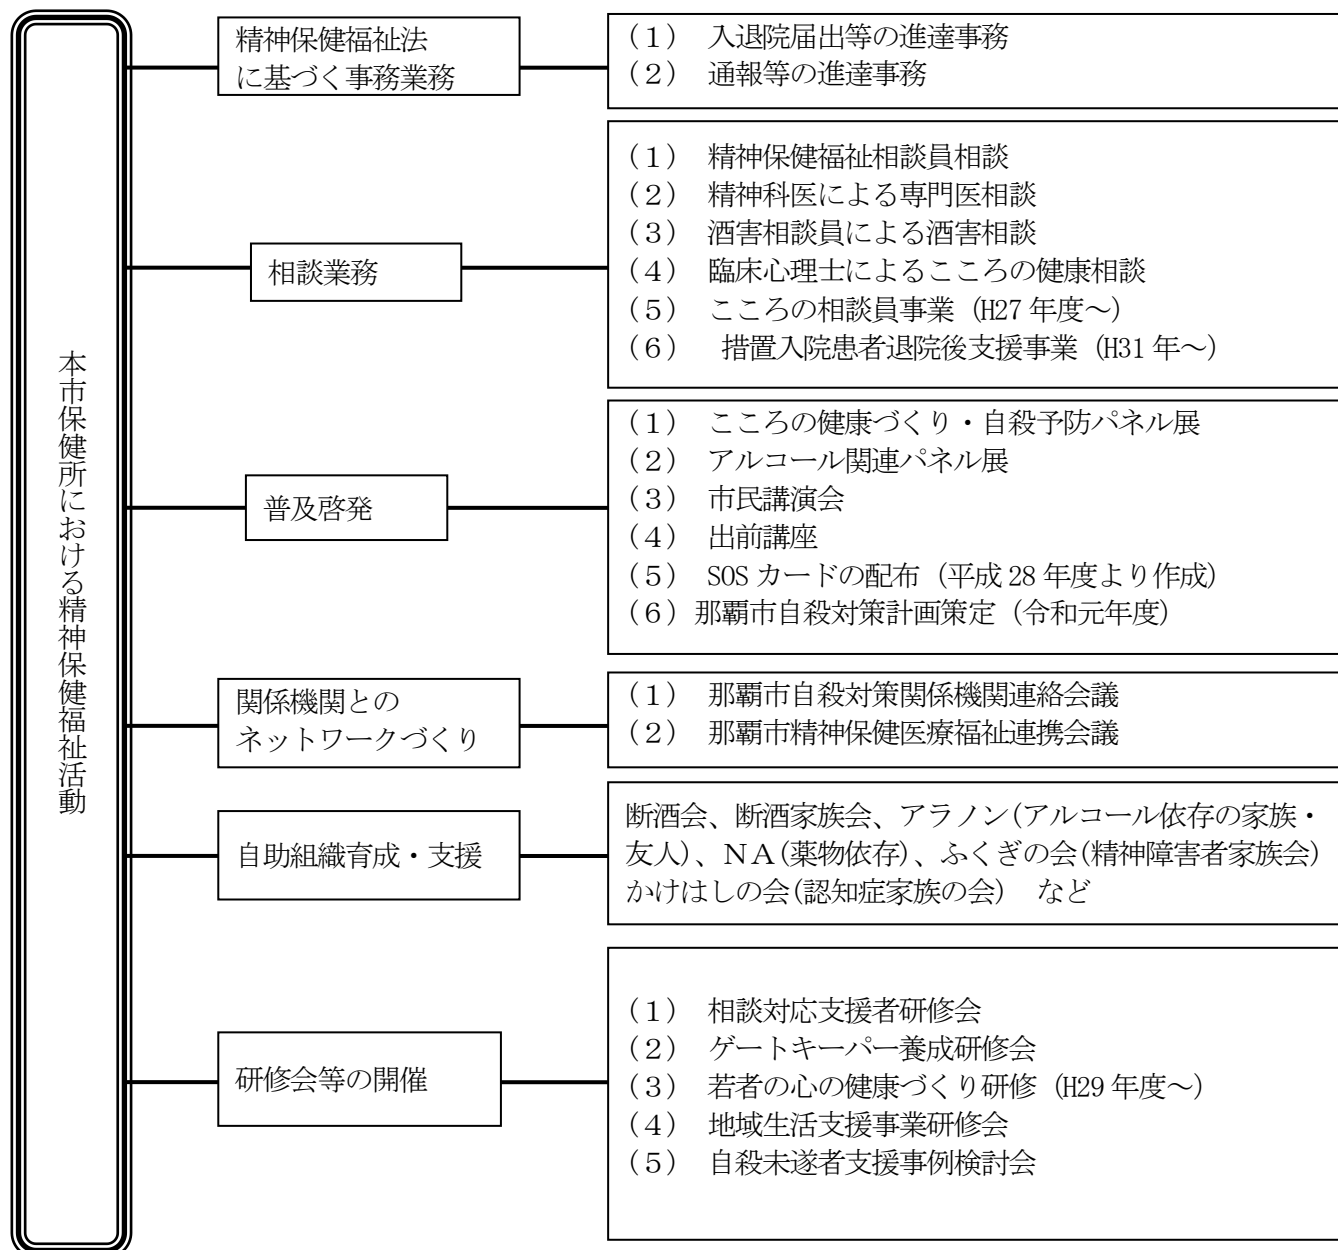 本市保健所における精神保健福祉活動
精神保健福祉法
に基づく事務業務
（１） 入退院届出等の進達事務
（２） 通報等の進達事務
相談業務
（１） 精神保健福祉相談員相談
（２） 精神科医による専門医相談
（３） 酒害相談員による酒害相談
（４） 臨床心理士によるこころの健康相談
（５） こころの相談員事業（H27 年度～）
（６） 措置入院患者退院後支援事業（H31 年～）
普及啓発
（１） こころの健康づくり・自殺予防パネル展
（２） アルコール関連パネル展
（３） 市民講演会
（４） 出前講座
（５） SOS カードの配布（平成 28 年度より作成）
（６）那覇市自殺対策計画策定（令和元年度）
関係機関との
ネットワークづくり
（１） 那覇市自殺対策関係機関連絡会議
（２） 那覇市精神保健医療福祉連携会議
自助組織育成・支援
断酒会、断酒家族会、アラノン(アルコール依存の家族・
友人)、ＮＡ(薬物依存)、ふくぎの会(精神障害者家族会)
かけはしの会(認知症家族の会) など
研修会等の開催
（１） 相談対応支援者研修会
（２） ゲートキーパー養成研修会
（３） 若者の心の健康づくり研修（H29 年度～）
（４） 地域生活支援事業研修会
（５） 自殺未遂者支援事例検討会